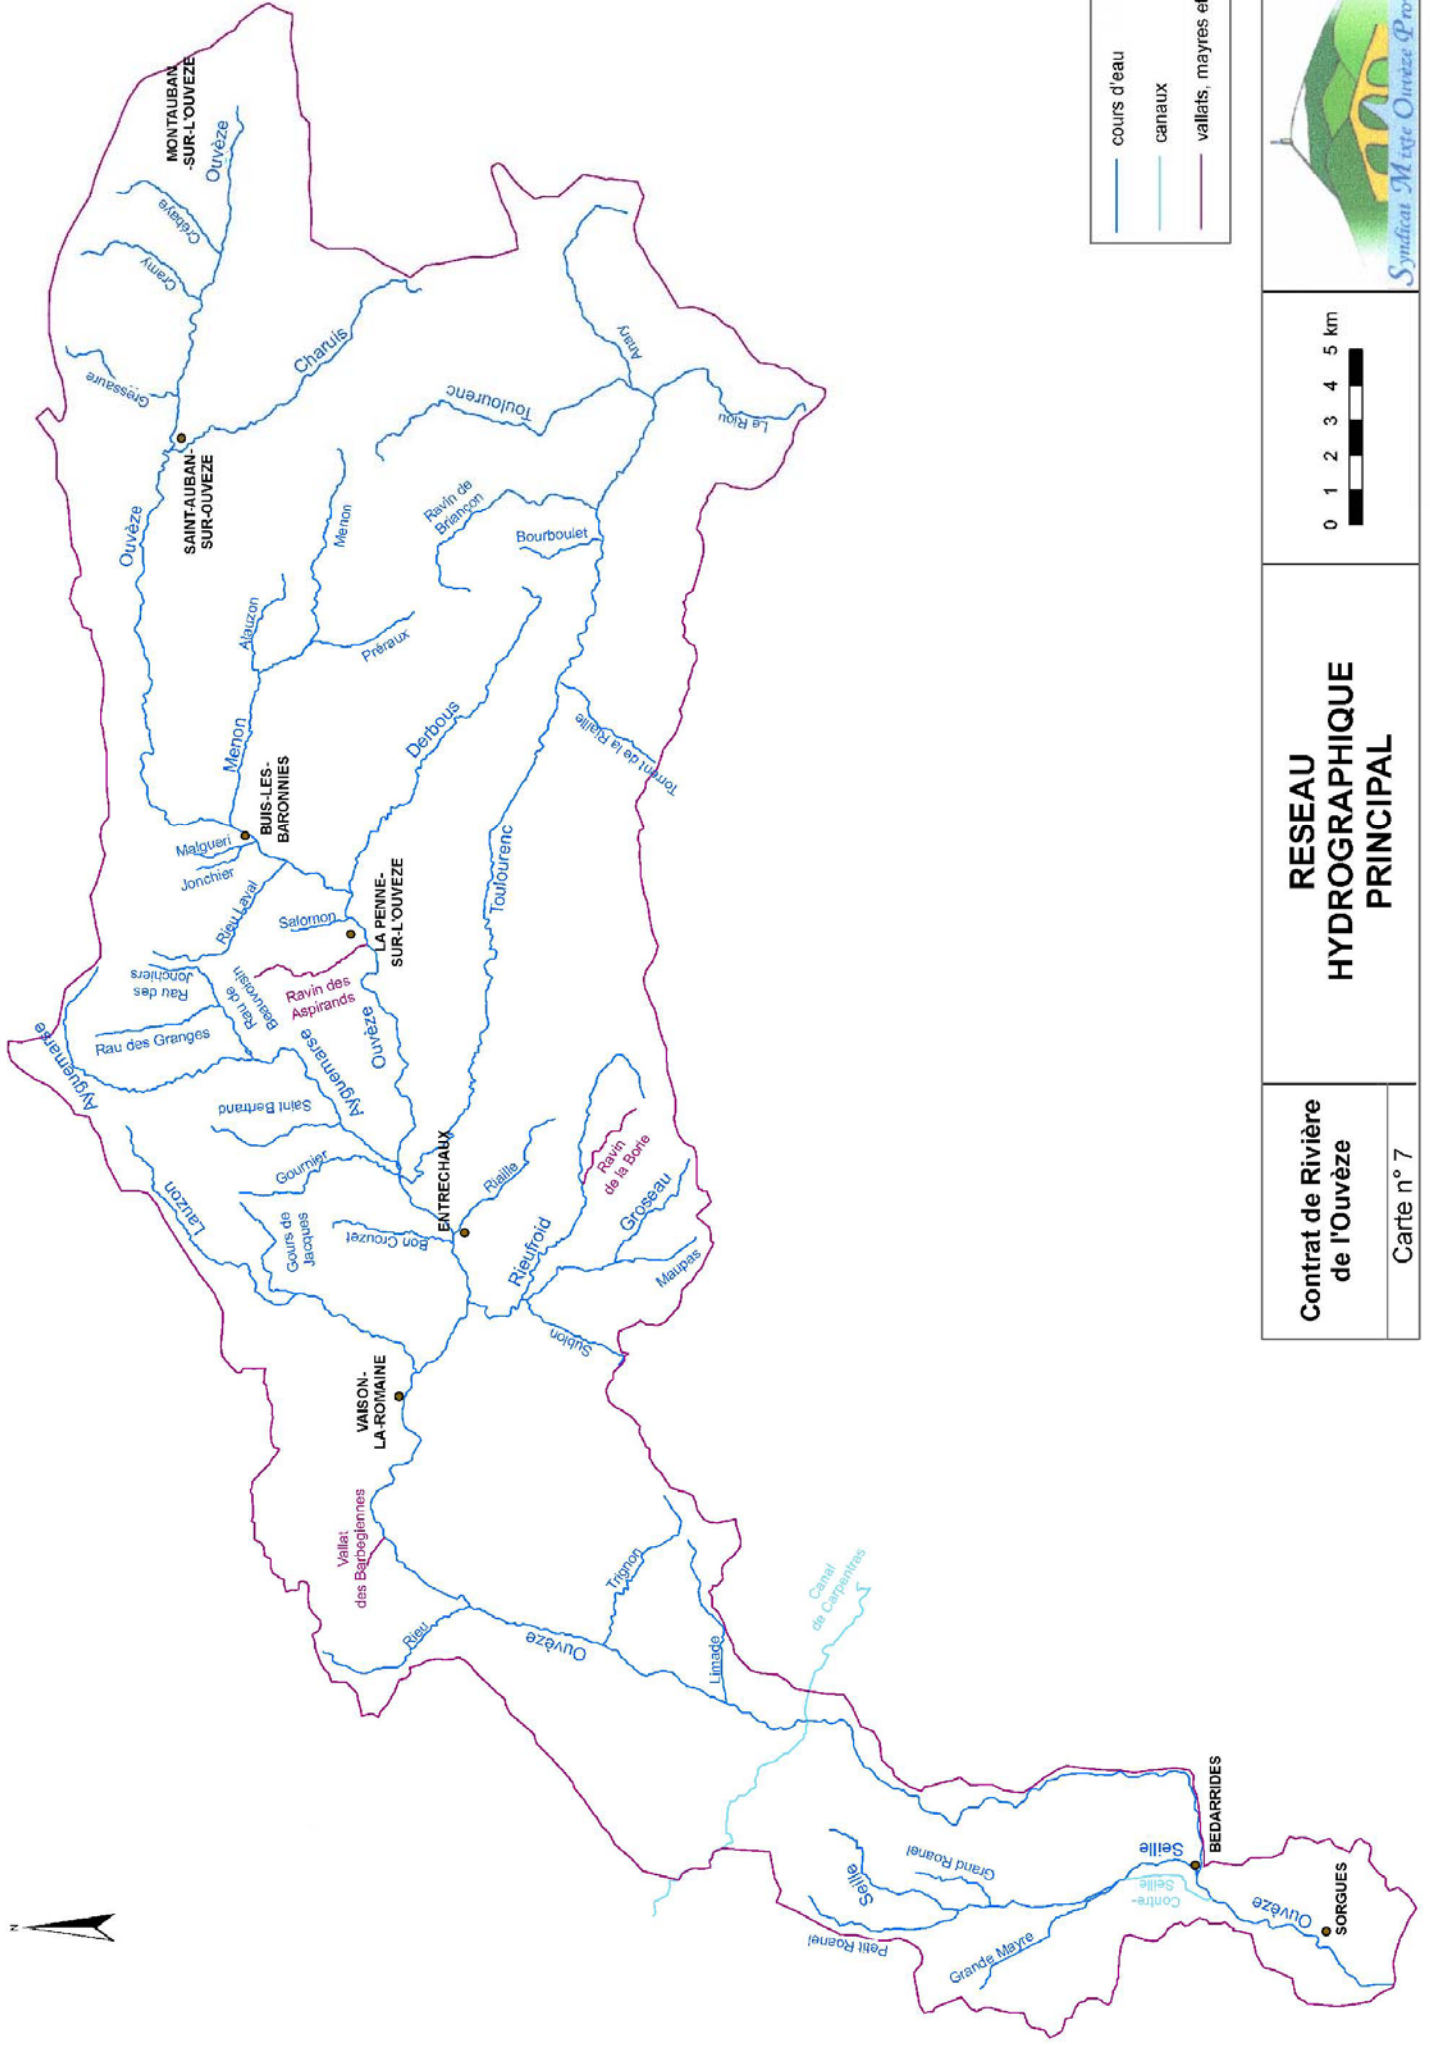 N
MONTAUBAN
-SUR-L'OUVEZE
Ouvèze
Crébaye
Cramy
Gressaure
Charuis
SAINT-AUBAN-
SUR-OUVEZE
Ouvèze
Anary
Toulourenc
Le Riou
Menon
Ravin de
Briançon
Bourboulet
Alauzon
Préraux
Menon
Derbous
Torrent de la Riaille
BUIS-LES-
BARONNIES
Malgueri
Jonchier
Rieu Laval
Salomon
LA PENNE-
SUR-L'OUVEZE
Toulourenc
Rau des
Jonchiers
Rau de
Beauvoisin
Ravin des
Aspirands
Rau des Granges
Ayguemarse
Ayguemarse
Ouvèze
Saint Bertrand
Gournier
Lauzon
Gours de
Jacques
Bon Crouzet
ENTRECHAUX
Riaille
Rieufroid
Ravin
de la Borie
Groseau
Maupas
Sublon
VAISON-
LA-ROMAINE
Vallat
des Barbegiennes
Rieu
Ouvèze
Trignon
Limade
Canal
de Carpentras
Seille
Grand Roanel
Petit Roanel
Grande Mayre
Seille
Contre-
Seille
BEDARRIDES
Ouvèze
SORGUES
cours d'eau
canaux
vallats, mayres et
Contrat de Rivière
de l'Ouvèze
Carte n° 7
RESEAU
HYDROGRAPHIQUE
PRINCIPAL
0 1 2 3 4 5 km
Syndicat Mixte Ouvèze